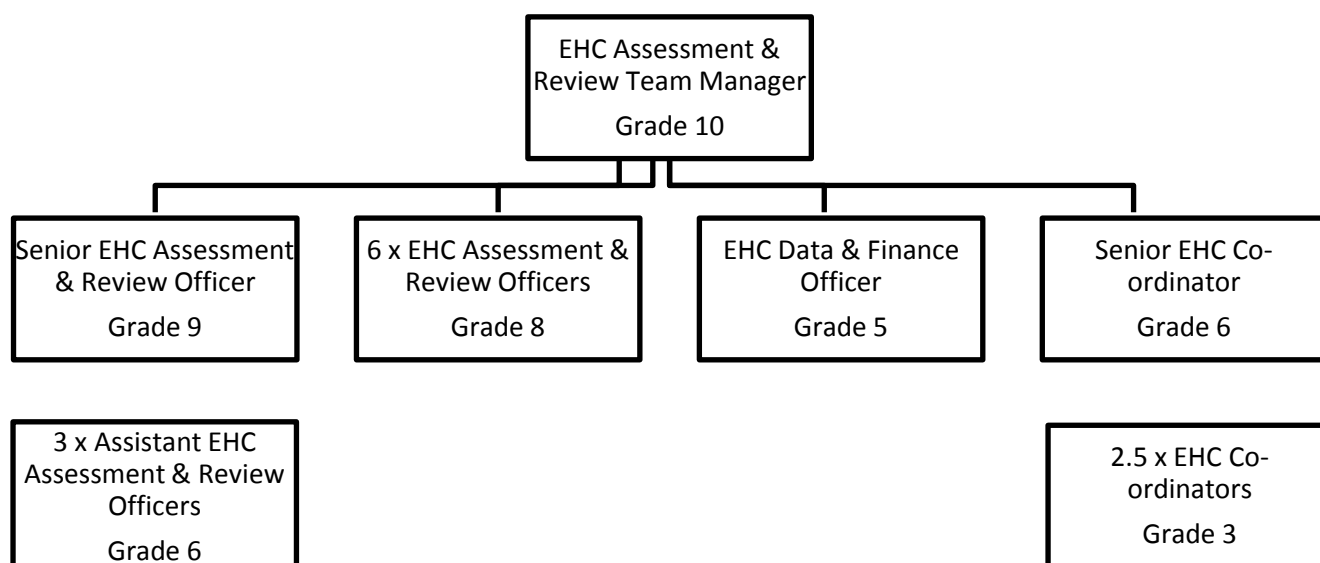 EHC Assessment &
Review Team Manager
Grade 10
Senior EHC Assessment
& Review Officer
Grade 9
6 x EHC Assessment &
Review Officers
Grade 8
EHC Data & Finance
Officer
Grade 5
Senior EHC Co-
ordinator
Grade 6
3 x Assistant EHC
Assessment & Review
Officers
Grade 6
2.5 x EHC Co-
ordinators
Grade 3